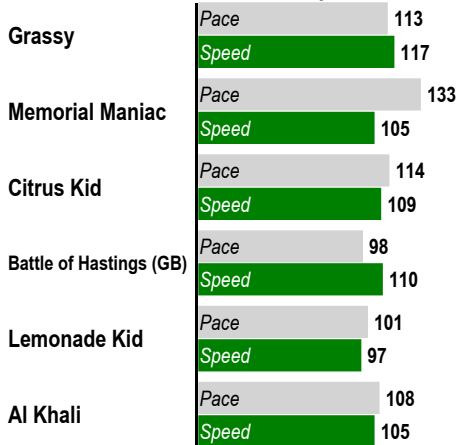 Pace 113
Grassy
Speed 117
Pace 133
Memorial Maniac
Speed 105
Pace 114
Citrus Kid
Speed 109
Pace 98
Battle of Hastings (GB)
Speed 110
Pace 101
Lemonade Kid
Speed 97
Pace 108
Al Khali
Speed 105